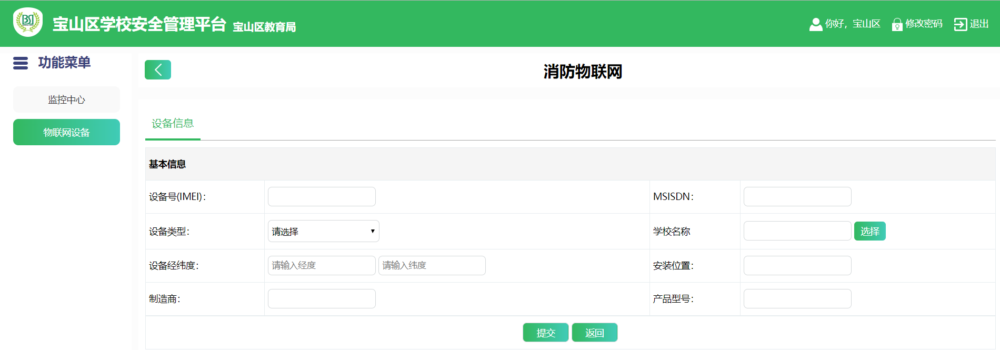 宝山区学校安全管理平台 宝山区教育局
你好，宝山区 修改密码 退出
功能菜单
监控中心
物联网设备
消防物联网
设备信息
基本信息
设备号(IMEI)： MSISDN：
设备类型： 请选择 学校名称 选择
设备经纬度： 请输入经度 请输入纬度 安装位置：
制造商： 产品型号：
提交 返回